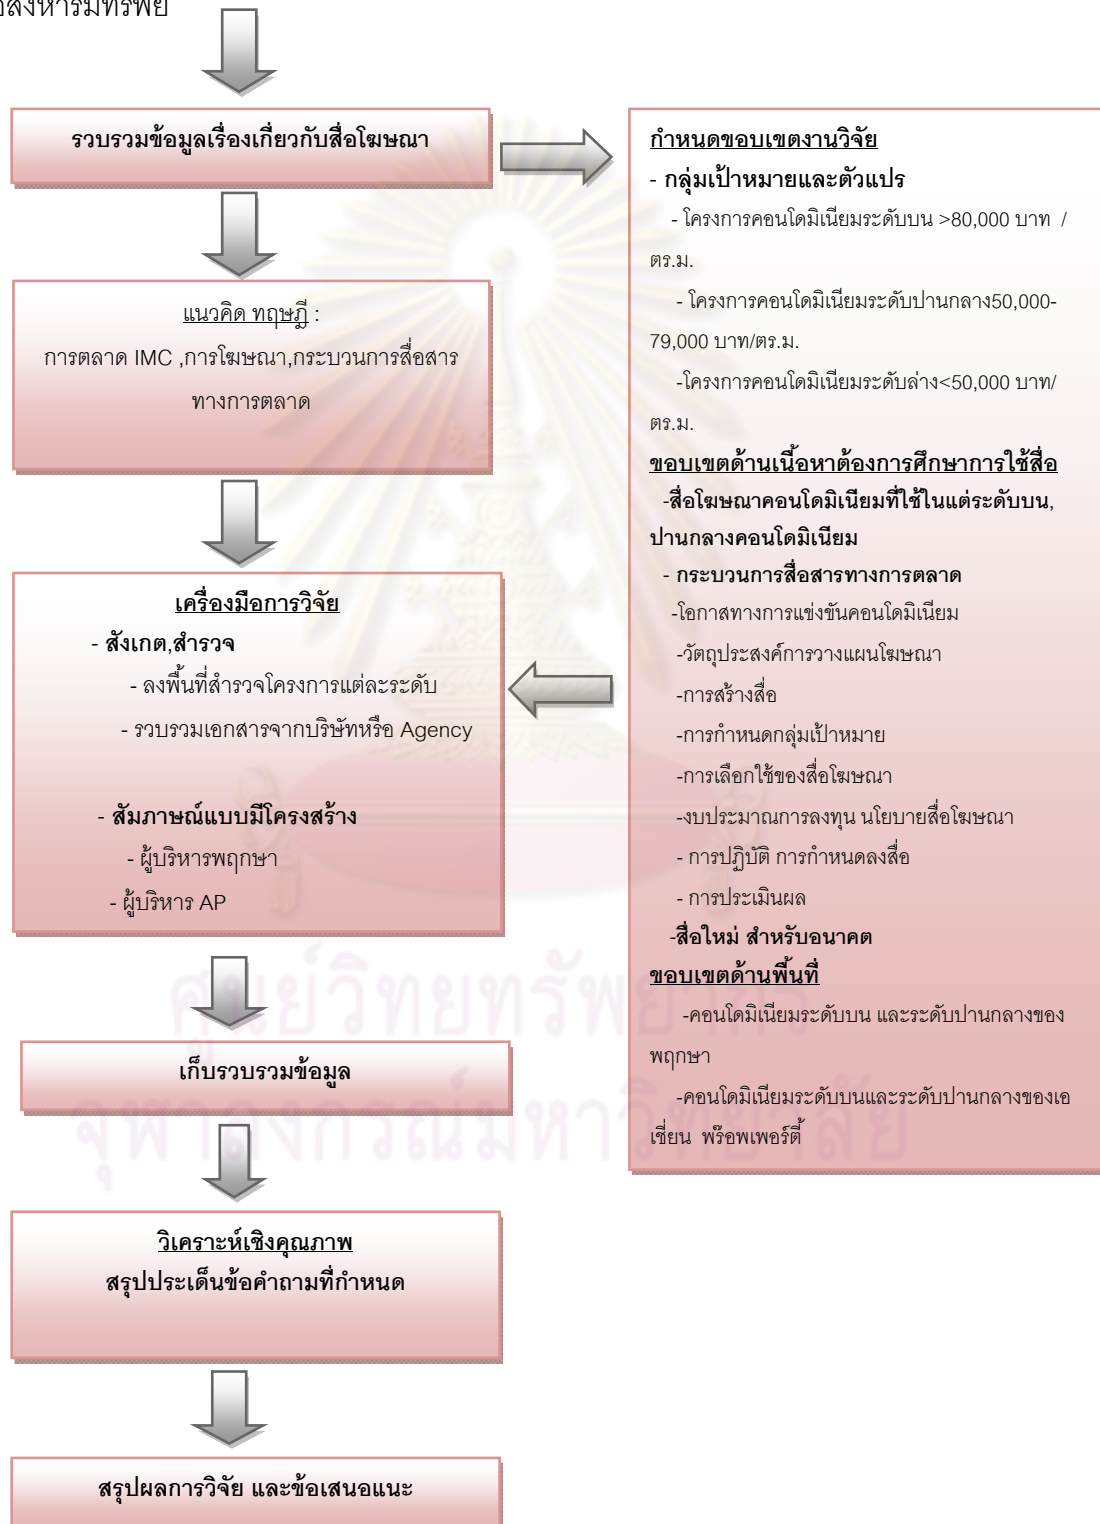 รวบรวมข้อมูลเรื่องเกี่ยวกับสื่อโฆษณา
แนวคิด ทฤษฎี :
การตลาด IMC ,การโฆษณา,กระบวนการสื่อสาร
ทางการตลาด
เครื่องมือการวิจัย
- สังเกต,สำรวจ
- ลงพื้นที่สำรวจโครงการแต่ละระดับ
- รวบรวมเอกสารจากบริษัทหรือ Agency
- สัมภาษณ์แบบมีโครงสร้าง
- ผู้บริหารพฤกษา
- ผู้บริหาร AP
เก็บรวบรวมข้อมูล
วิเคราะห์เชิงคุณภาพ
สรุปประเด็นข้อคำถามที่กำหนด
สรุปผลการวิจัย และข้อเสนอแนะ
กำหนดขอบเขตงานวิจัย
- กลุ่มเป้าหมายและตัวแปร
- โครงการคอนโดมิเนียมระดับบน >80,000 บาท /
ตร.ม.
- โครงการคอนโดมิเนียมระดับปานกลาง50,000-
79,000 บาท/ตร.ม.
-โครงการคอนโดมิเนียมระดับล่าง<50,000 บาท/
ตร.ม.
ขอบเขตด้านเนื้อหาต้องการศึกษาการใช้สื่อ
-สื่อโฆษณาคอนโดมิเนียมที่ใช้ในแต่ระดับบน,
ปานกลางคอนโดมิเนียม
- กระบวนการสื่อสารทางการตลาด
-โอกาสทางการแข่งขันคอนโดมิเนียม
-วัตถุประสงค์การวางแผนโฆษณา
-การสร้างสื่อ
-การกำหนดกลุ่มเป้าหมาย
-การเลือกใช้ของสื่อโฆษณา
-งบประมาณการลงทุน นโยบายสื่อโฆษณา
- การปฏิบัติ การกำหนดลงสื่อ
- การประเมินผล
-สื่อใหม่ สำหรับอนาคต
ขอบเขตด้านพื้นที่
-คอนโดมิเนียมระดับบน และระดับปานกลางของ
พฤกษา
-คอนโดมิเนียมระดับบนและระดับปานกลางของเอ
เชี่ยน พร๊อพเพอร์ตี้
ศูนย์วิทยทรัพยากร
จุฬาลงกรณ์มหาวิทยาลัย